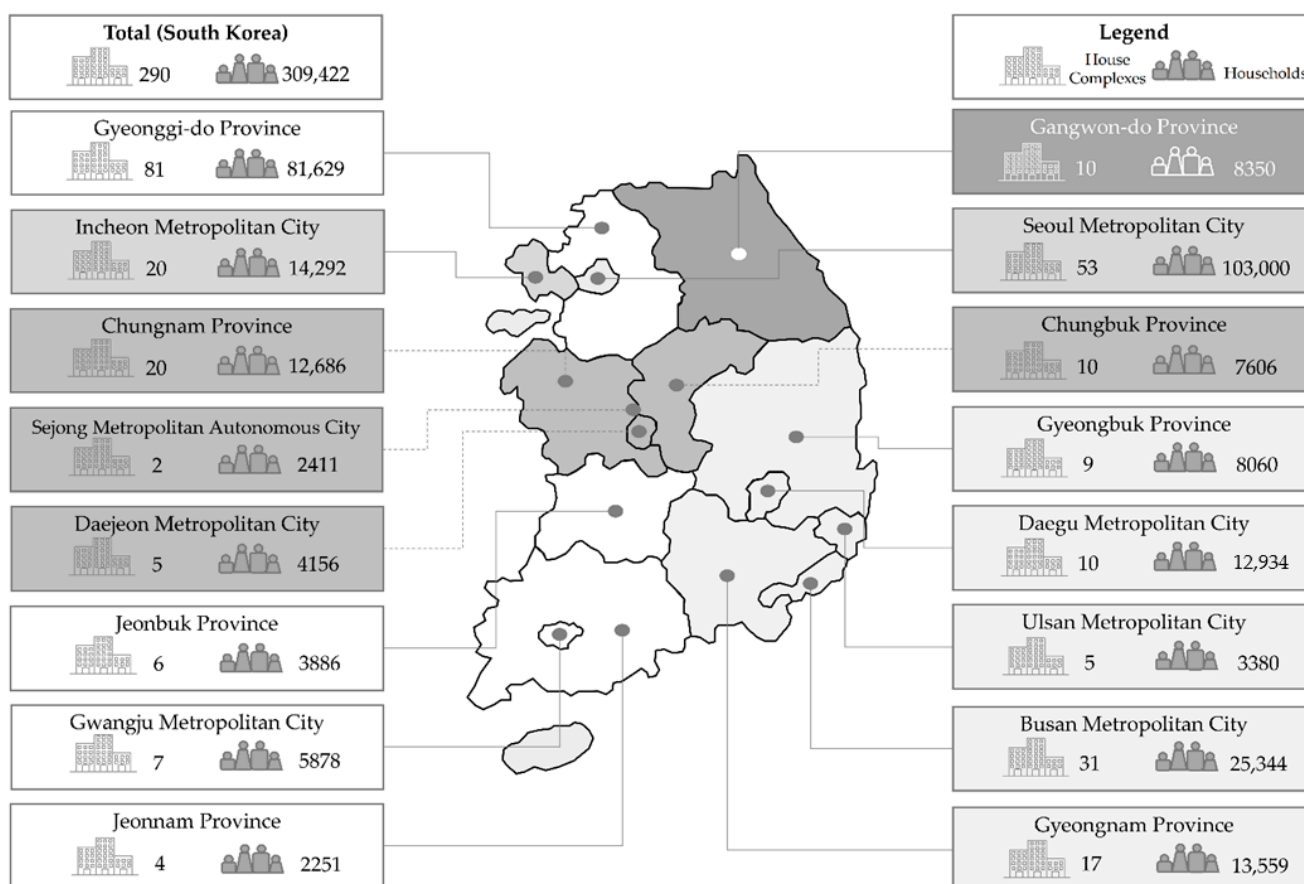 Total (South Korea)
290 309,422
Gyeonggi-do Province
81 81,629
Incheon Metropolitan City
20 14,292
Chungnam Province
20 12,686
Sejong Metropolitan Autonomous City
2 2411
Daejeon Metropolitan City
5 4156
Jeonbuk Province
6 3886
Gwangju Metropolitan City
7 5878
Jeonnam Province
4 2251
Legend
House
Complexes
Households
Gangwon-do Province
10 8350
Seoul Metropolitan City
53 103,000
Chungbuk Province
10 7606
Gyeongbuk Province
9 8060
Daegu Metropolitan City
10 12,934
Ulsan Metropolitan City
5 3380
Busan Metropolitan City
31 25,344
Gyeongnam Province
17 13,559